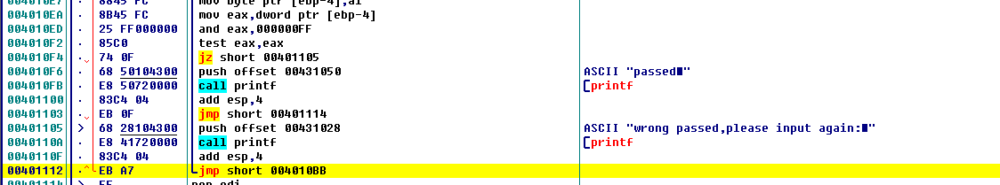 004010E7 8845 FC mov byte ptr [ebp-4],al
004010EA 8B45 FC mov eax,dword ptr [ebp-4]
004010ED 25 FF000000 and eax,000000FF
004010F2 85C0 test eax,eax
004010F4 74 0F jz short 00401105
004010F6 68 50104300 push offset 00431050 ASCII "passed■"
004010FB E8 50720000 call printf [printf
00401100 83C4 04 add esp,4
00401103 EB 0F jmp short 00401114
00401105 > 68 28104300 push offset 00431028 ASCII "wrong passed,please input again:■"
0040110A E8 41720000 call printf [printf
0040110F 83C4 04 add esp,4
00401112 EB A7 jmp short 004010BB
00401114 > 5F pop edi